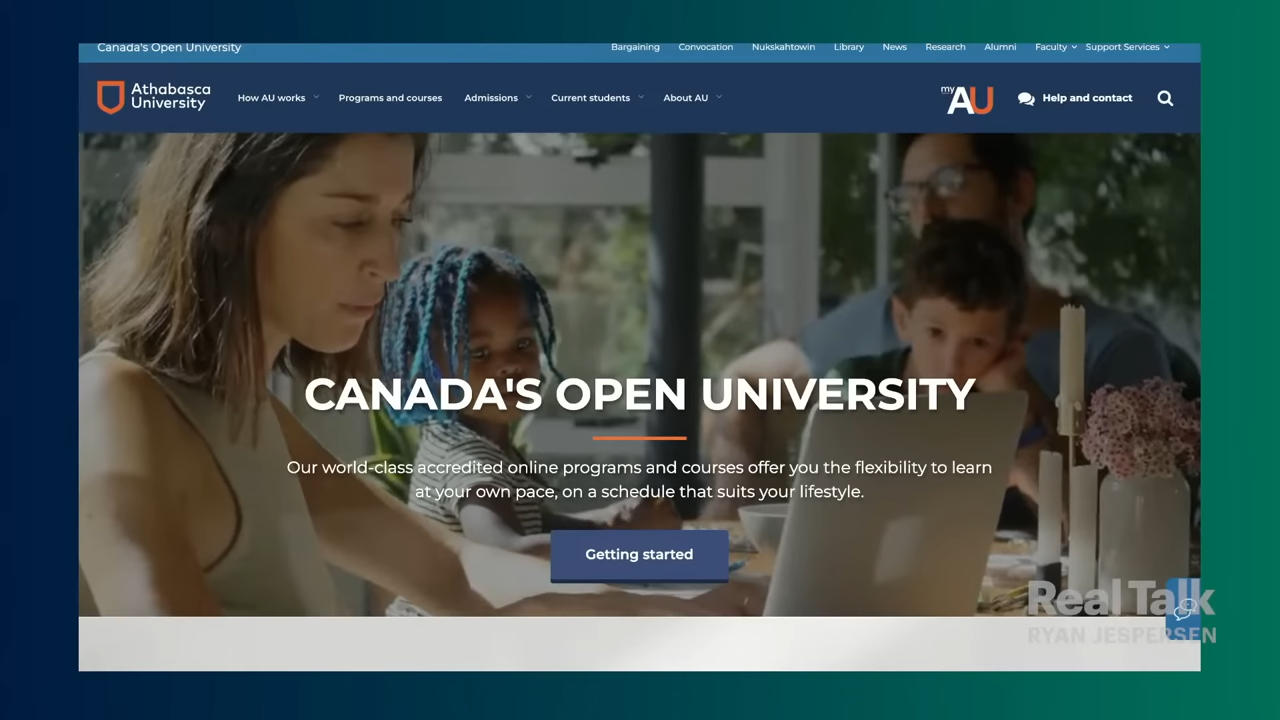 Canada's Open University
Bargaining Convocation Nukskahtowin Library News Research Alumni Faculty Support Services
Athabasca
University
How AU works Programs and courses Admissions Current students About AU
my AU
Help and contact
CANADA'S OPEN UNIVERSITY
Our world-class accredited online programs and courses offer you the flexibility to learn
at your own pace, on a schedule that suits your lifestyle.
Getting started
Real Talk
RYAN JESPERSEN